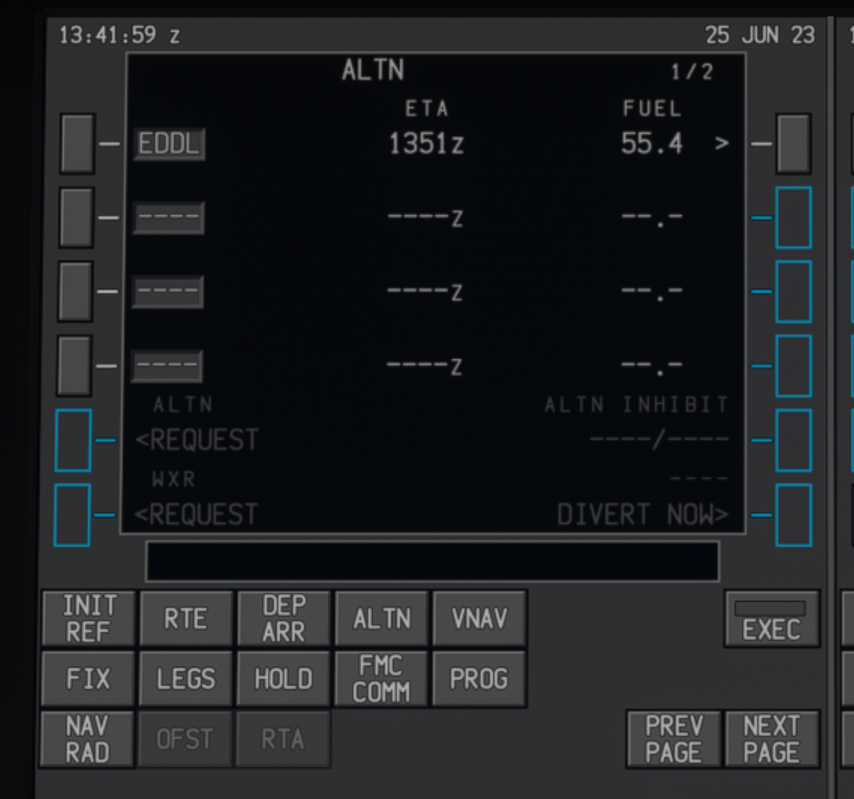 13:41:59 z 25 JUN 23
ALTN 1/2
ETA FUEL
EDDL 1351z 55.4 >
---- ----z --.-
---- ----z --.-
---- ----z --.-
ALTN ALTN INHIBIT
<REQUEST ----/----
WXR ----
<REQUEST DIVERT NOW>
INIT REF RTE DEP ARR ALTN VNAV EXEC
FIX LEGS HOLD FMC COMM PROG
NAV RAD OFST RTA PREV PAGE NEXT PAGE